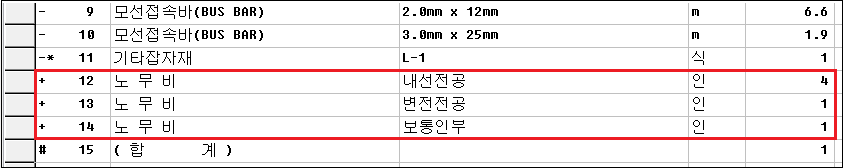 - 9 모선접속바(BUS BAR) 2.0mm x 12mm m 6.6
- 10 모선접속바(BUS BAR) 3.0mm x 25mm m 1.9
-* 11 기타잡자재 L-1 식 1
+ 12 노 무 비 내선전공 인 4
+ 13 노 무 비 변전전공 인 1
+ 14 노 무 비 보통인부 인 1
# 15 ( 합 계 ) 1